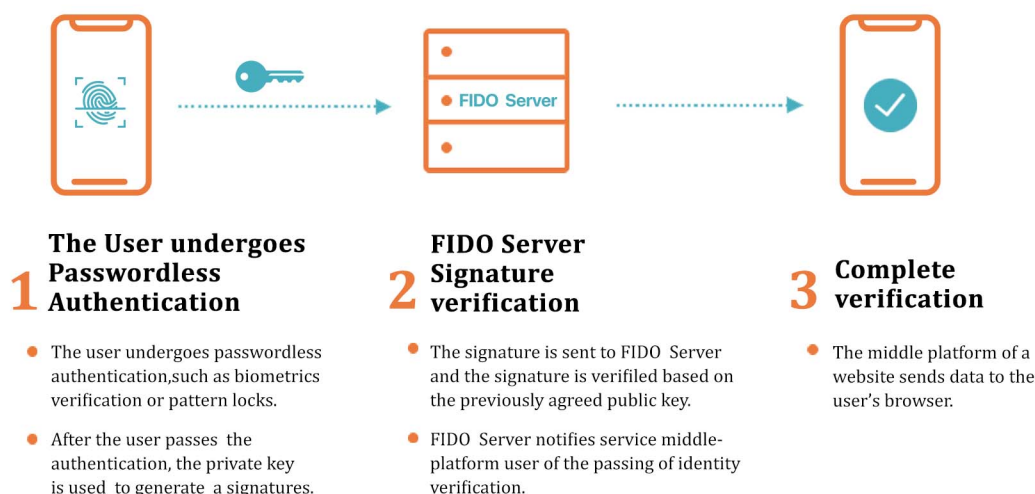 FIDO Server
1
The User undergoes
Passwordless
Authentication
The user undergoes passwordless
authentication,such as biometrics
verification or pattern locks.
After the user passes the
authentication, the private key
is used to generate a signatures.
2
FIDO Server
Signature
verification
The signature is sent to FIDO Server
and the signature is verifiled based on
the previously agreed public key.
FIDO Server notifies service middle-
platform user of the passing of identity
verification.
3
Complete
verification
The middle platform of a
website sends data to the
user's browser.